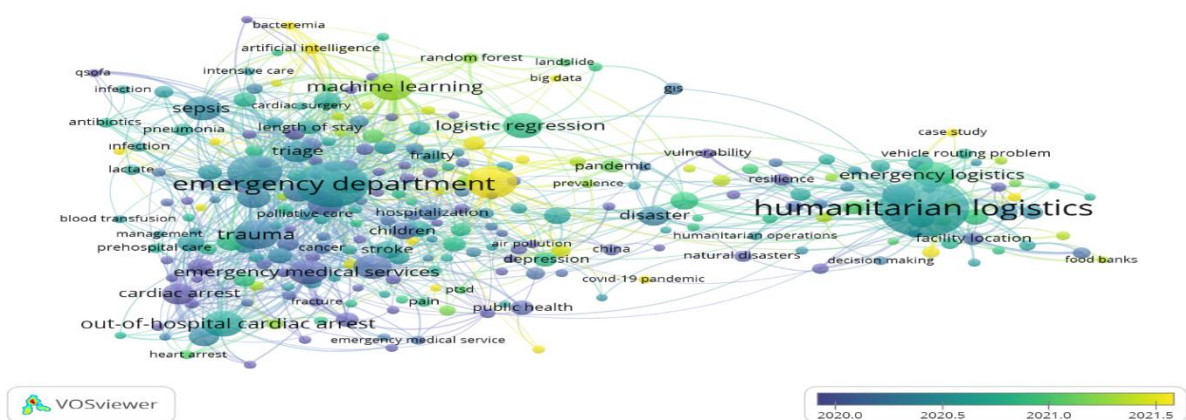 bacteremia
artificial intelligence
random forest
landslide
qsofa
intensive care
big data
infection
machine learning
gis
sepsis
cardiac surgery
antibiotics
pneumonia
length of stay
logistic regression
case study
infection
triage
frailty
pandemic
vulnerability
vehicle routing problem
lactate
emergency department
prevalence
resilience
emergency logistics
blood transfusion
palliative care
hospitalization
disaster
humanitarian logistics
management
trauma
children
humanitarian operations
facility location
prehospital care
cancer
stroke
air pollution
china
natural disasters
decision making
food banks
depression
emergency medical services
covid-19 pandemic
cardiac arrest
fracture
pain
ptsd
public health
out-of-hospital cardiac arrest
emergency medical service
heart arrest
VOSviewer
2020.0 2020.5 2021.0 2021.5